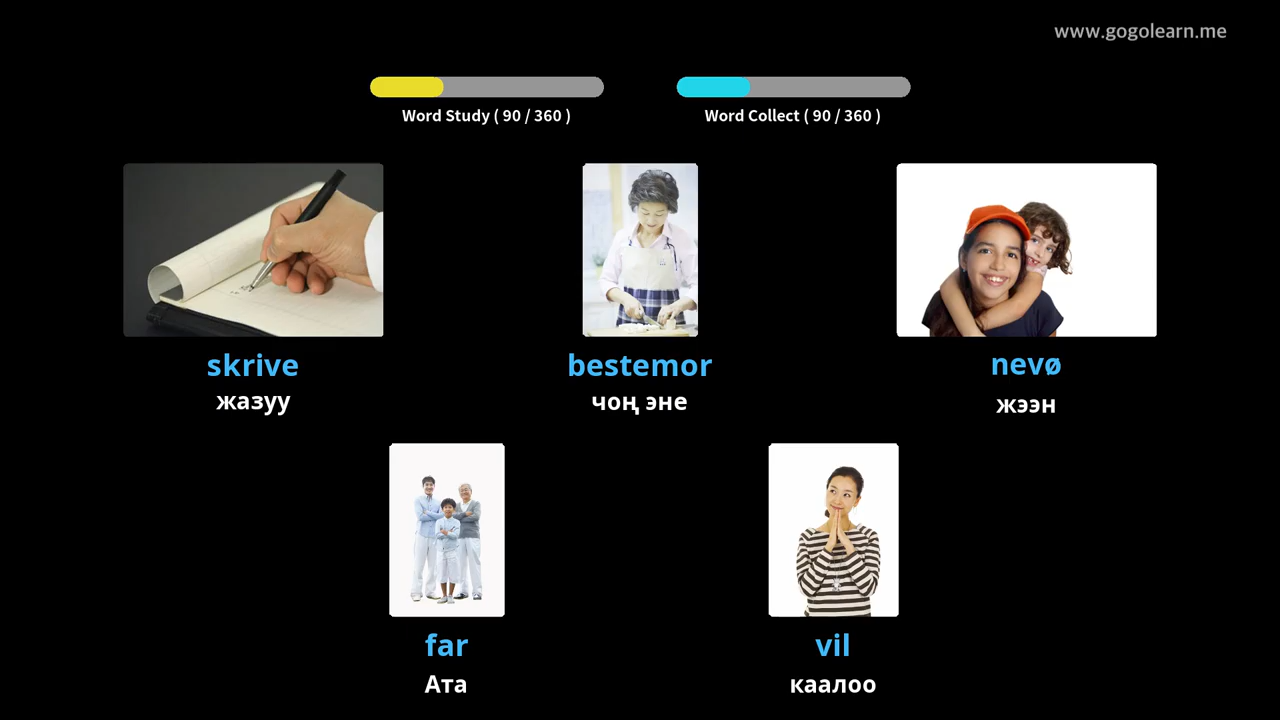 www.gogolearn.me
Word Study ( 90 / 360 )
Word Collect ( 90 / 360 )
skrive
жазуу
bestemor
чоң эне
nevø
жээн
far
Ата
vil
каалоо